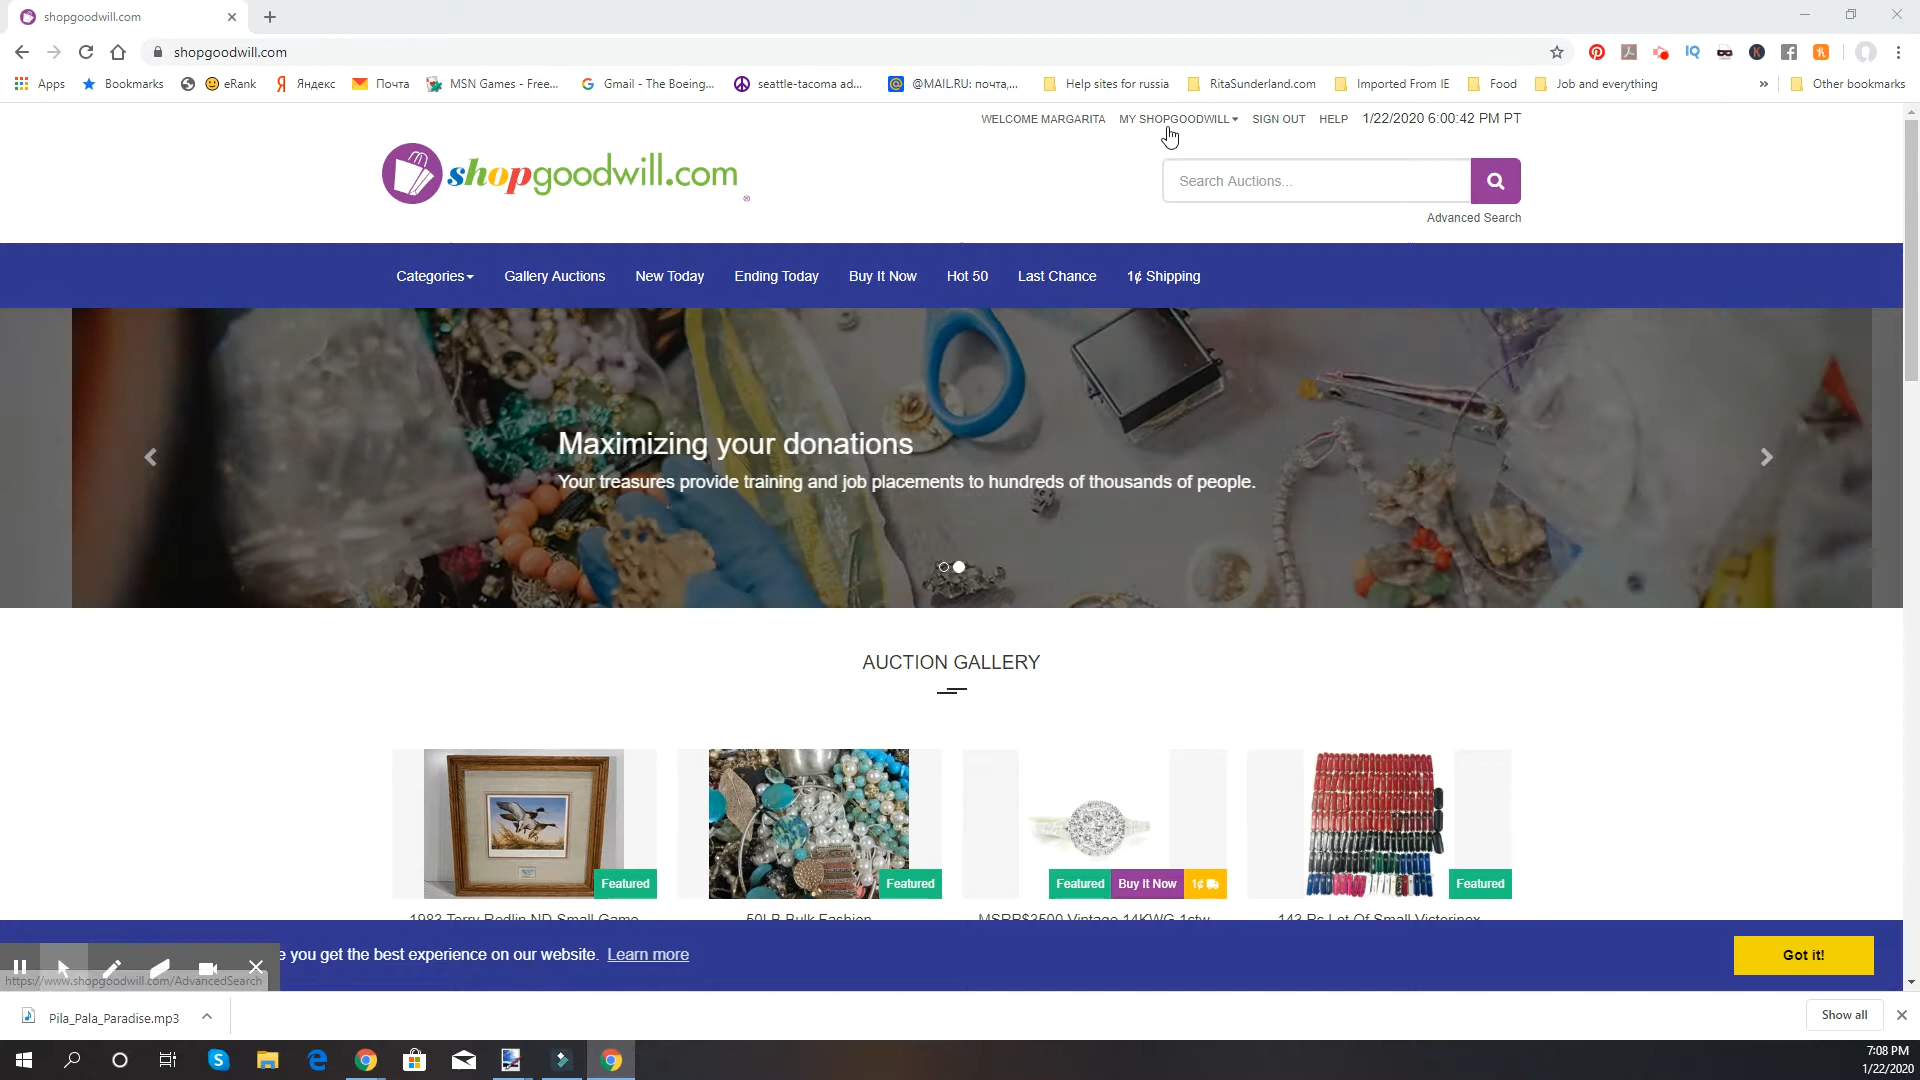 shopgoodwill.com
shopgoodwill.com
Apps
Bookmarks
eRank
Яндекс
Почта
MSN Games - Free...
Gmail - The Boeing...
seattle-tacoma ad...
@MAIL.RU: почта,...
Help sites for russia
RitaSunderland.com
Imported From IE
Food
Job and everything
»
Other bookmarks
WELCOME MARGARITA MY SHOPGOODWILL SIGN OUT HELP 1/22/2020 6:00:42 PM PT
shopgoodwill.com ®
Search Auctions...
Advanced Search
Categories Gallery Auctions New Today Ending Today Buy It Now Hot 50 Last Chance 1¢ Shipping
Maximizing your donations
Your treasures provide training and job placements to hundreds of thousands of people.
AUCTION GALLERY
Featured
Featured
Featured Buy It Now 1¢
Featured
1983 Terry Redlin ND Small Game
50LB Bulk Fashion
MSRP$3500 Vintage 14KWG 1ctw
143 Pc Lot Of Small Victorinox
e you get the best experience on our website. Learn more
Got it!
https://www.shopgoodwill.com/AdvancedSearch
Pila_Pala_Paradise.mp3
Show all
7:08 PM
1/22/2020